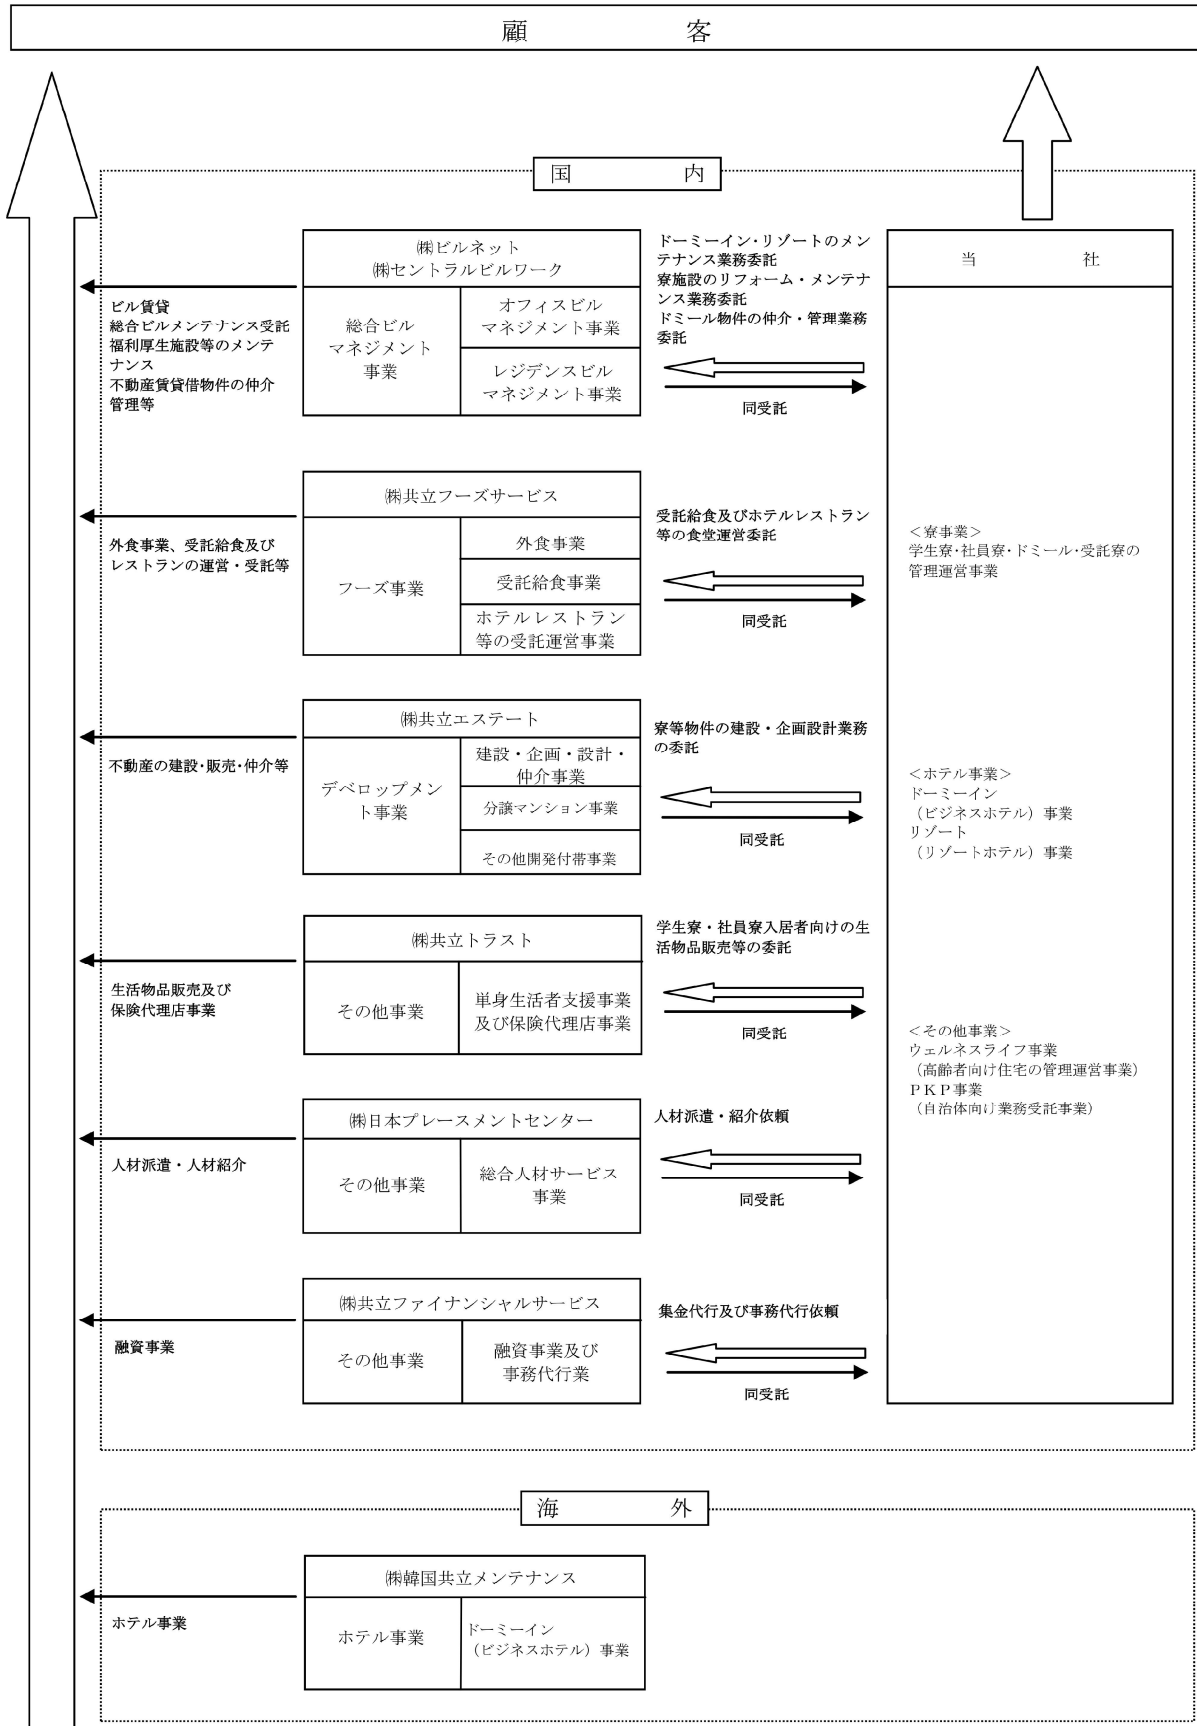 顧客
国内
㈱ビルネット
㈱セントラルビルワーク
総合ビル
マネジメント
事業
オフィスビル
マネジメント事業
レジデンスビル
マネジメント事業
ビル賃貸
総合ビルメンテナンス受託
福利厚生施設等のメンテ
ナンス
不動産賃貸借物件の仲介
管理等
ドーミーイン・リゾートのメン
テナンス業務委託
寮施設のリフォーム・メンテナ
ンス業務委託
ドミール物件の仲介・管理業務
委託
同受託
当社
㈱共立フーズサービス
フーズ事業
外食事業
受託給食事業
ホテルレストラン
等の受託運営事業
外食事業、受託給食及び
レストランの運営・受託等
受託給食及びホテルレストラン
等の食堂運営委託
同受託
＜寮事業＞
学生寮・社員寮・ドミール・受託寮の
管理運営事業
㈱共立エステート
デベロップメン
ト事業
建設・企画・設計・
仲介事業
分譲マンション事業
その他開発付帯事業
不動産の建設・販売・仲介等
寮等物件の建設・企画設計業務
の委託
同受託
＜ホテル事業＞
ドーミーイン
（ビジネスホテル）事業
リゾート
（リゾートホテル）事業
㈱共立トラスト
その他事業
単身生活者支援事業
及び保険代理店事業
生活物品販売及び
保険代理店事業
学生寮・社員寮入居者向けの生
活物品販売等の委託
同受託
＜その他事業＞
ウェルネスライフ事業
（高齢者向け住宅の管理運営事業）
ＰＫＰ事業
（自治体向け業務受託事業）
㈱日本プレースメントセンター
その他事業
総合人材サービス
事業
人材派遣・人材紹介
人材派遣・紹介依頼
同受託
㈱共立ファイナンシャルサービス
その他事業
融資事業及び
事務代行業
融資事業
集金代行及び事務代行依頼
同受託
海外
㈱韓国共立メンテナンス
ホテル事業
ドーミーイン
（ビジネスホテル）事業
ホテル事業